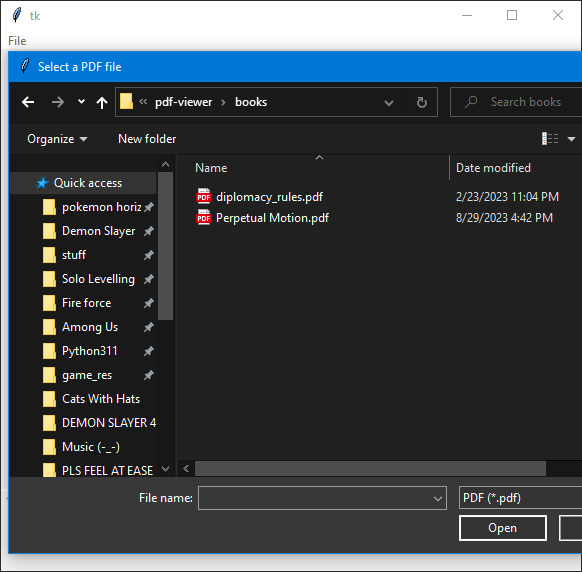 tk
File
Select a PDF file
« pdf-viewer > books
Search books
Organize
New folder
Name
Date modified
Quick access
diplomacy_rules.pdf
2/23/2023 11:04 PM
pokemon horiz
Perpetual Motion.pdf
8/29/2023 4:42 PM
Demon Slayer
stuff
Solo Levelling
Fire force
Among Us
Python311
game_res
Cats With Hats
DEMON SLAYER 4
Music (-_-)
PLS FEEL AT EASE
File name:
PDF (*.pdf)
Open